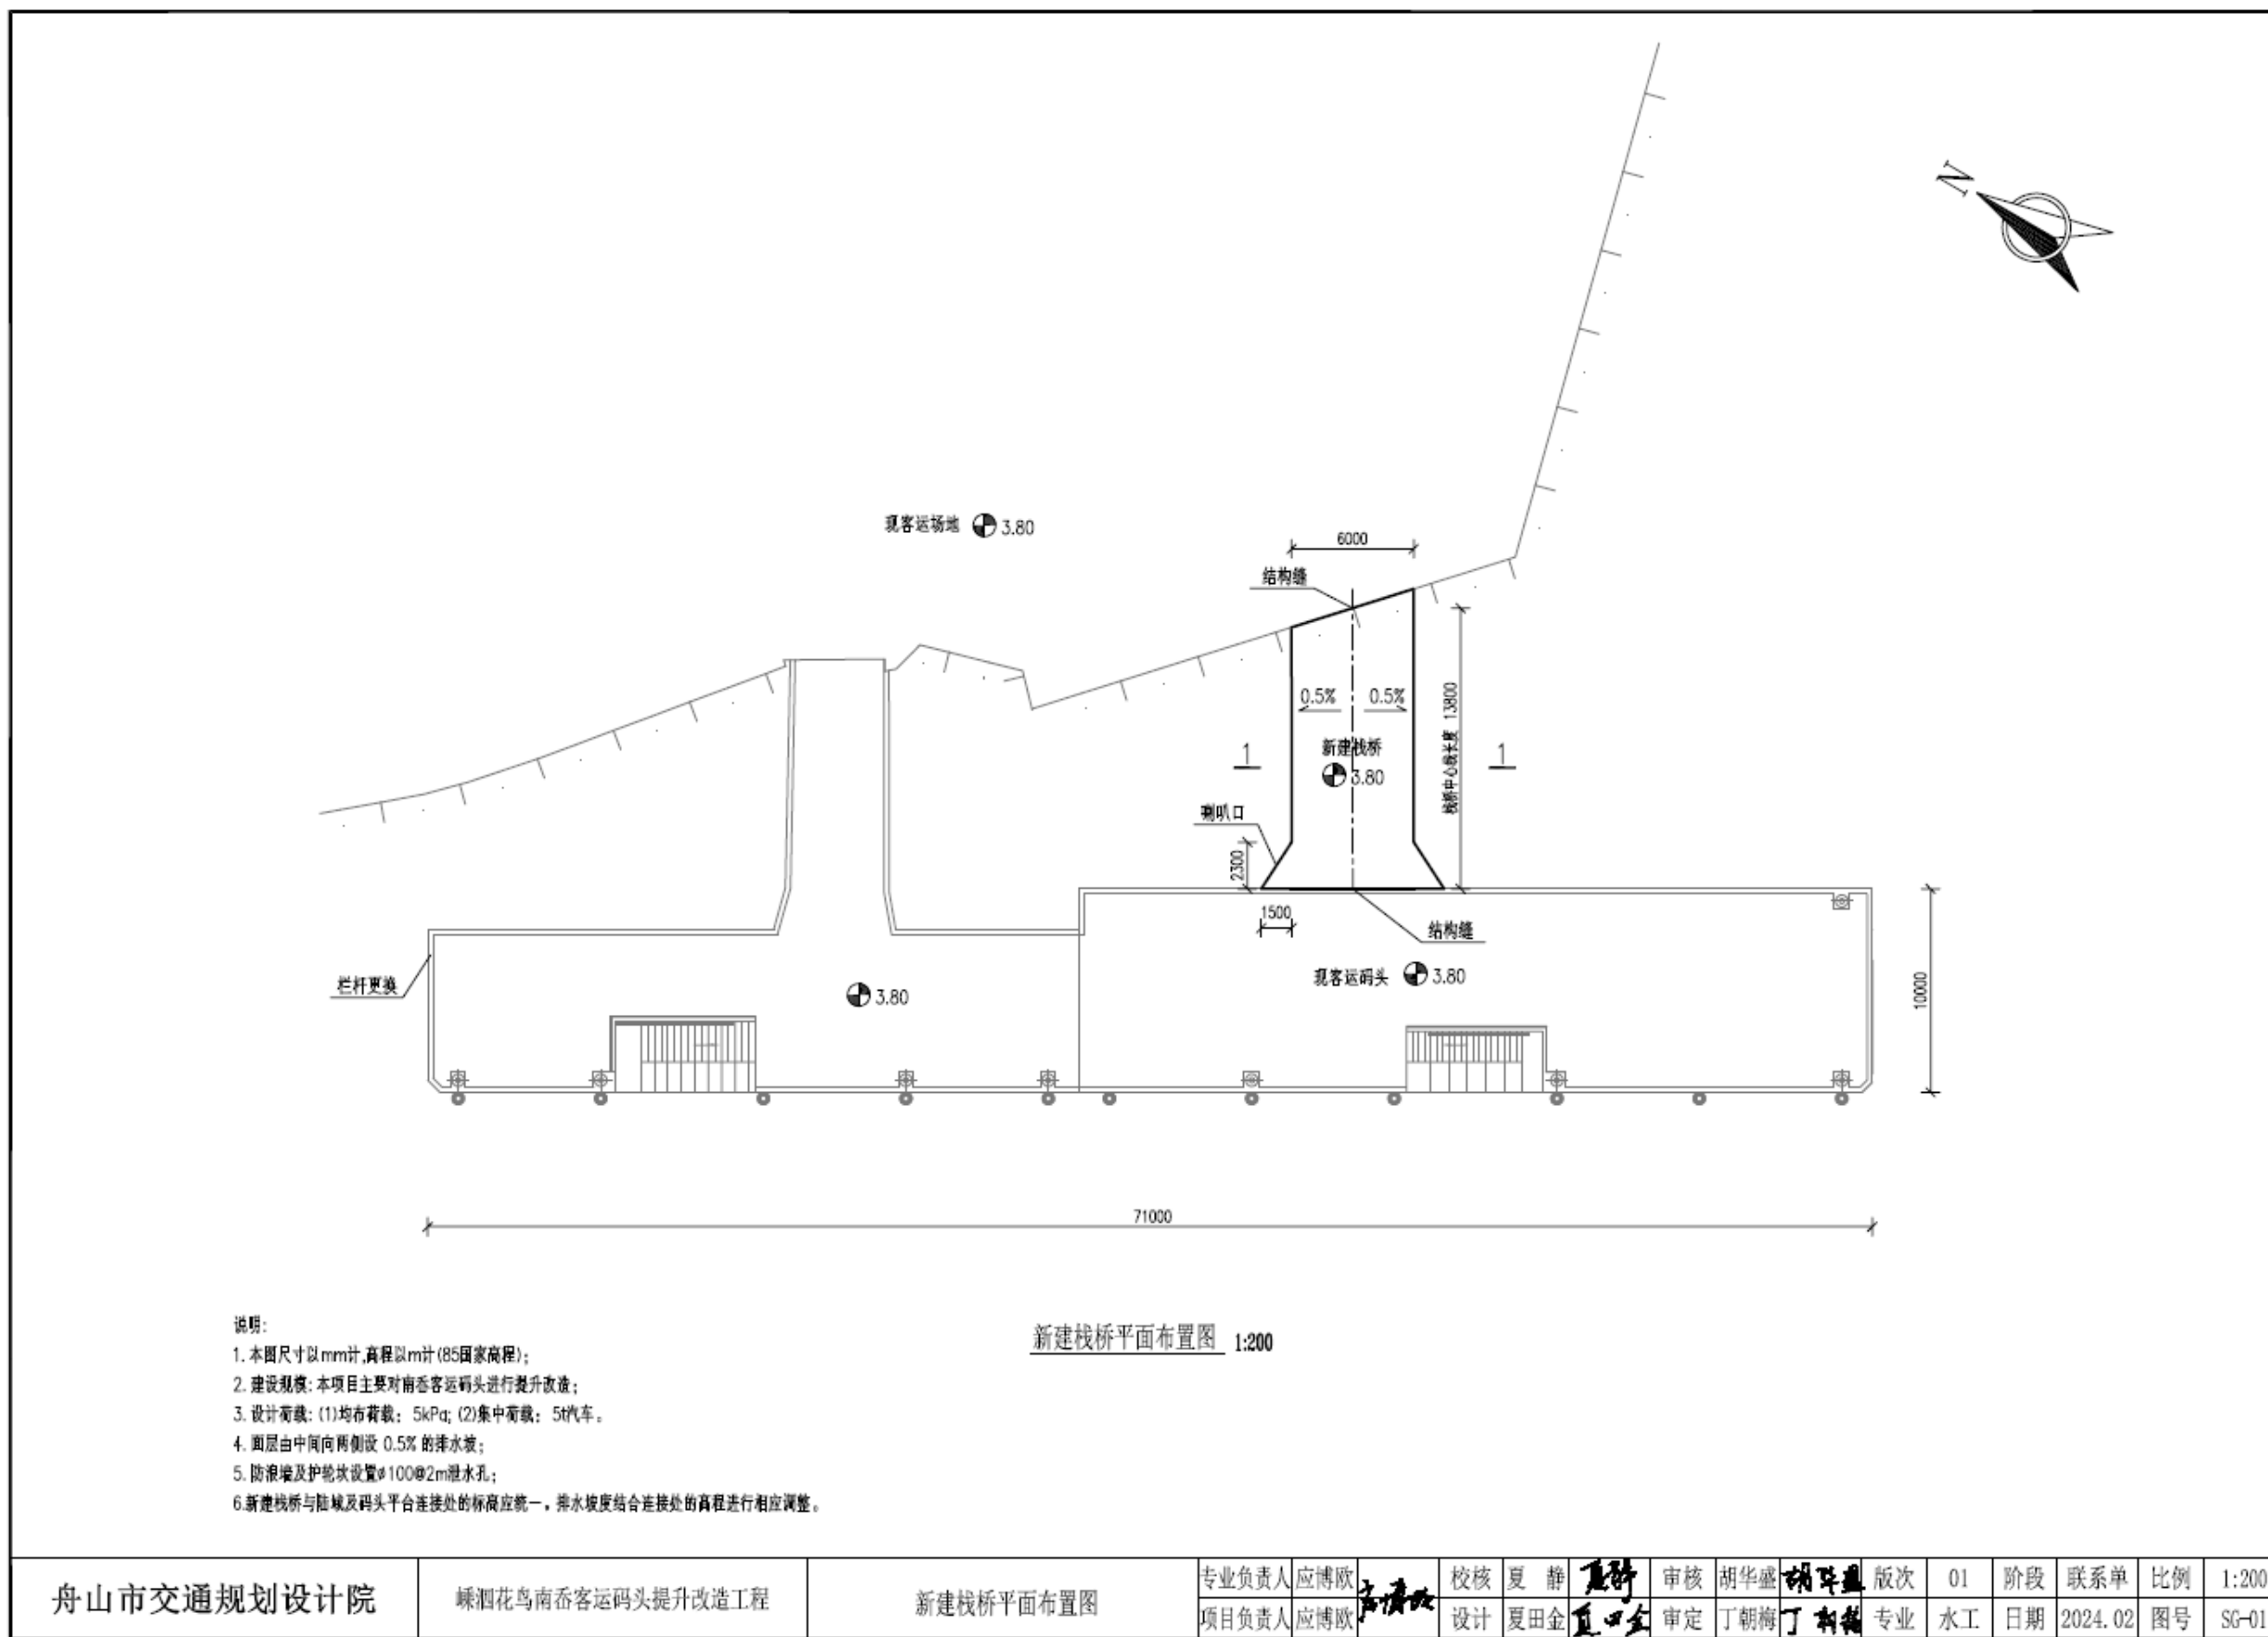 N
现客运场地 3.80
6000
结构缝
0.5% 0.5%
栈桥中心线长度 13800
1 1
新建栈桥
3.80
喇叭口
2300
1500
结构缝
栏杆更换
3.80
现客运码头 3.80
10000
71000
新建栈桥平面布置图 1:200
说明:
1. 本图尺寸以mm计,高程以m计(85国家高程);
2. 建设规模: 本项目主要对南岙客运码头进行提升改造;
3. 设计荷载: (1)均布荷载: 5kPa; (2)集中荷载: 5t汽车。
4. 面层由中间向两侧设 0.5% 的排水坡;
5. 防浪墙及护轮坎设置φ100@2m泄水孔;
6.新建栈桥与陆域及码头平台连接处的标高应统一, 排水坡度结合连接处的高程进行相应调整。
舟山市交通规划设计院
嵊泗花鸟南岙客运码头提升改造工程
新建栈桥平面布置图
专业负责人 应博欧 应博欧 校核 夏 静 夏静 审核 胡华盛 胡华盛 版次 01 阶段 联系单 比例 1:200
项目负责人 应博欧 设计 夏田金 夏田金 审定 丁朝梅 丁朝梅 专业 水工 日期 2024.02 图号 SG-01